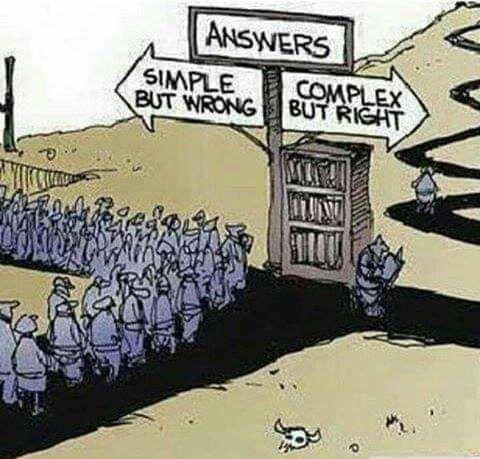 ANSWERS
SIMPLE
BUT WRONG
COMPLEX
BUT RIGHT